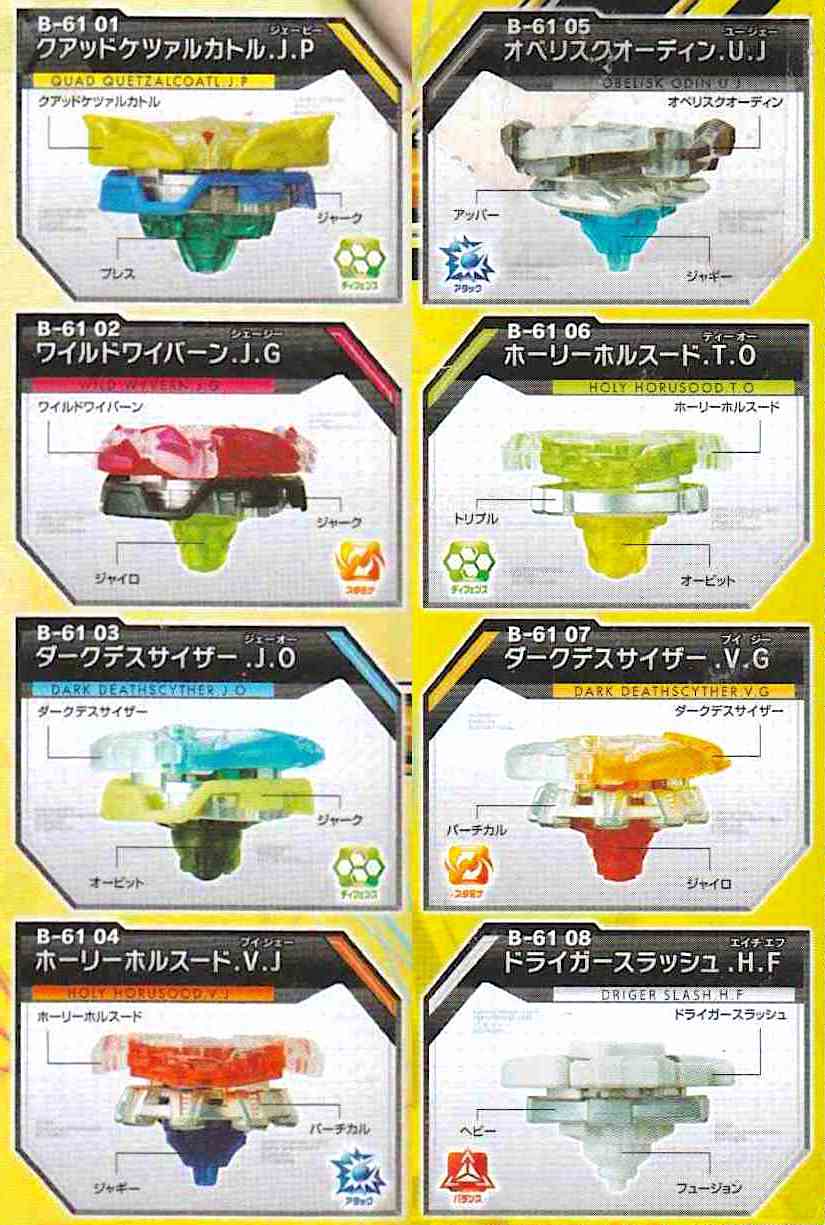 B-61 01
ジェーピー
クアッドケツァルカトル.J.P
QUAD QUETZALCOATL.J.P
クアッドケツァルカトル
ジャーク
プレス
ディフェンス
B-61 02
ジェージー
ワイルドワイバーン.J.G
WILD WYVERN.J.G
ワイルドワイバーン
ジャーク
ジャイロ
スタミナ
B-61 03
ジェーオー
ダークデスサイザー.J.O
DARK DEATHSCYTHER.J.O
ダークデスサイザー
ジャーク
オービット
ディフェンス
B-61 04
ブイジェー
ホーリーホルスード.V.J
HOLY HORUSOOD.V.J
ホーリーホルスード
バーチカル
ジャギー
アタック
B-61 05
ユージェー
オベリスクオーディン.U.J
OBELISK ODIN.U.J
オベリスクオーディン
アッパー
ジャギー
アタック
B-61 06
ティーオー
ホーリーホルスード.T.O
HOLY HORUSOOD.T.O
ホーリーホルスード
トリプル
オービット
ディフェンス
B-61 07
ブイ ジー
ダークデスサイザー.V.G
DARK DEATHSCYTHER.V.G
ダークデスサイザー
バーチカル
ジャイロ
スタミナ
B-61 08
エイチ エフ
ドライガースラッシュ.H.F
DRIGER SLASH.H.F
ドライガースラッシュ
ヘビー
フュージョン
バランス